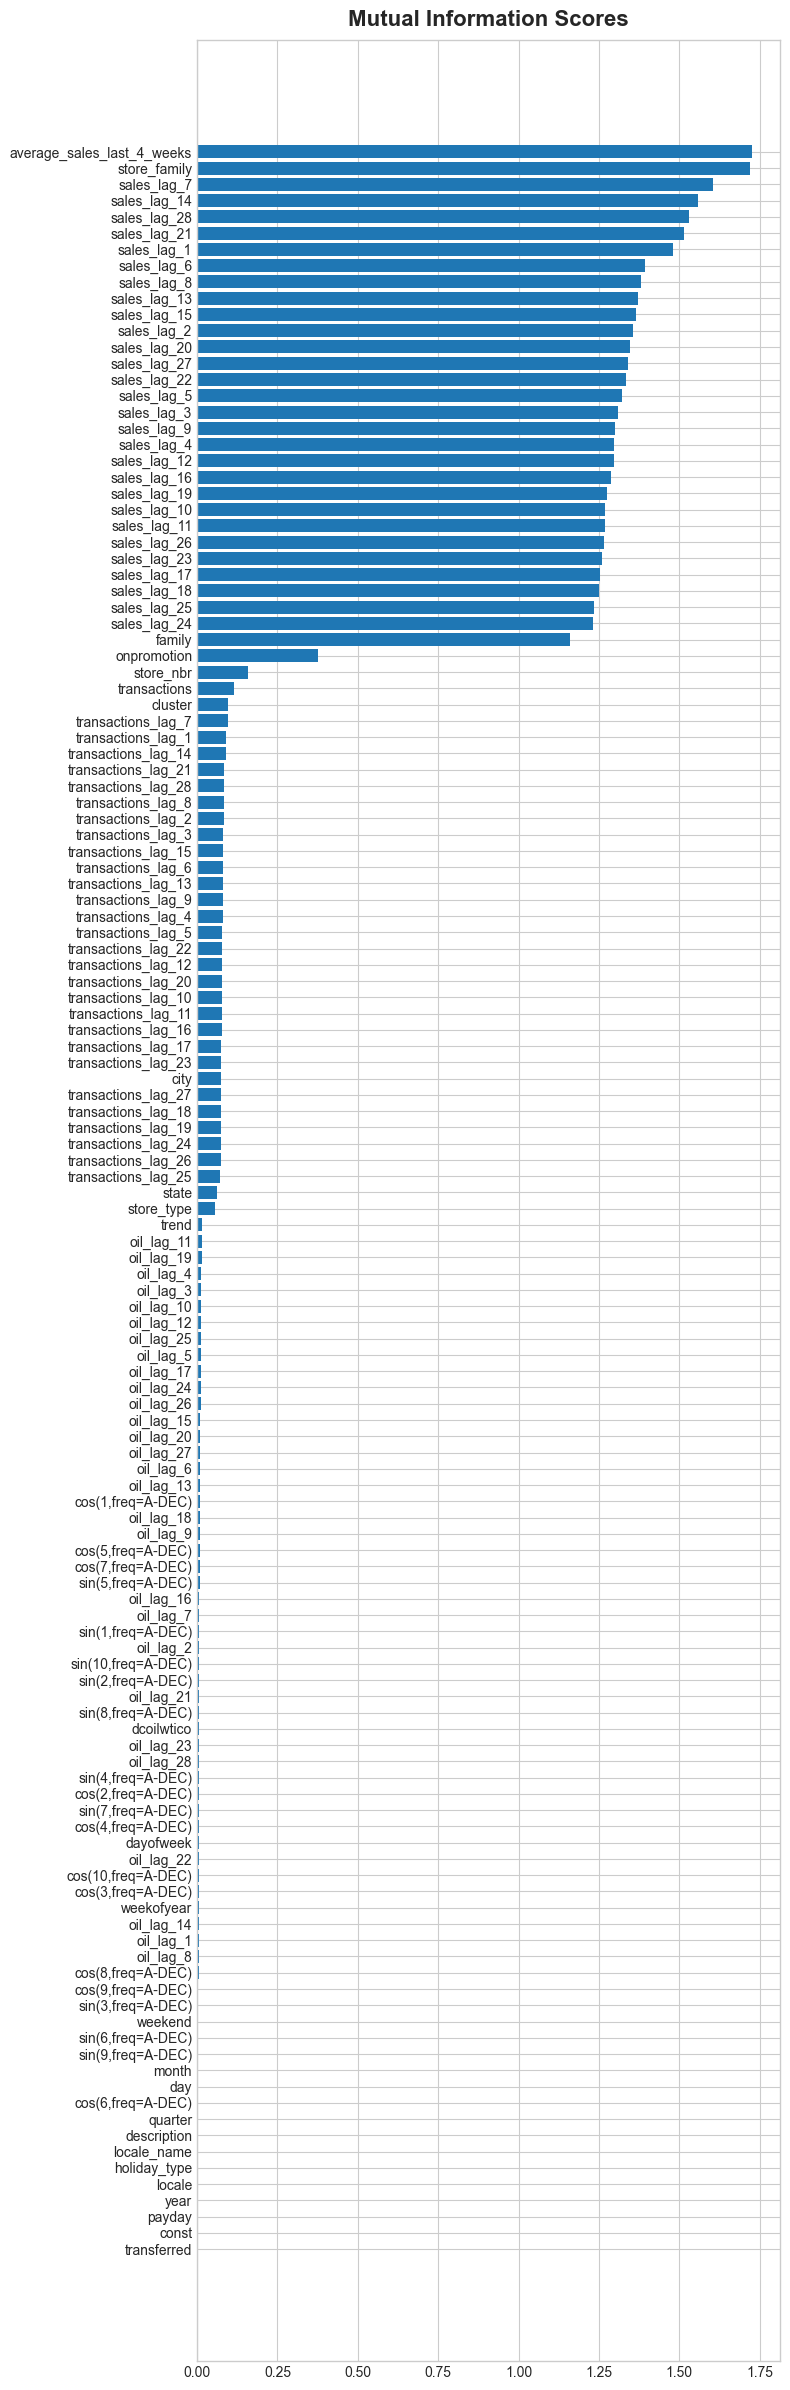 Mutual Information Scores
average_sales_last_4_weeks
store_family
sales_lag_7
sales_lag_14
sales_lag_28
sales_lag_21
sales_lag_1
sales_lag_6
sales_lag_8
sales_lag_13
sales_lag_15
sales_lag_2
sales_lag_20
sales_lag_27
sales_lag_22
sales_lag_5
sales_lag_3
sales_lag_9
sales_lag_4
sales_lag_12
sales_lag_16
sales_lag_19
sales_lag_10
sales_lag_11
sales_lag_26
sales_lag_23
sales_lag_17
sales_lag_18
sales_lag_25
sales_lag_24
family
onpromotion
store_nbr
transactions
cluster
transactions_lag_7
transactions_lag_1
transactions_lag_14
transactions_lag_21
transactions_lag_28
transactions_lag_8
transactions_lag_2
transactions_lag_3
transactions_lag_15
transactions_lag_6
transactions_lag_13
transactions_lag_9
transactions_lag_4
transactions_lag_5
transactions_lag_22
transactions_lag_12
transactions_lag_20
transactions_lag_10
transactions_lag_11
transactions_lag_16
transactions_lag_17
transactions_lag_23
city
transactions_lag_27
transactions_lag_18
transactions_lag_19
transactions_lag_24
transactions_lag_26
transactions_lag_25
state
store_type
trend
oil_lag_11
oil_lag_19
oil_lag_4
oil_lag_3
oil_lag_10
oil_lag_12
oil_lag_25
oil_lag_5
oil_lag_17
oil_lag_24
oil_lag_26
oil_lag_15
oil_lag_20
oil_lag_27
oil_lag_6
oil_lag_13
cos(1,freq=A-DEC)
oil_lag_18
oil_lag_9
cos(5,freq=A-DEC)
cos(7,freq=A-DEC)
sin(5,freq=A-DEC)
oil_lag_16
oil_lag_7
sin(1,freq=A-DEC)
oil_lag_2
sin(10,freq=A-DEC)
sin(2,freq=A-DEC)
oil_lag_21
sin(8,freq=A-DEC)
dcoilwtico
oil_lag_23
oil_lag_28
sin(4,freq=A-DEC)
cos(2,freq=A-DEC)
sin(7,freq=A-DEC)
cos(4,freq=A-DEC)
dayofweek
oil_lag_22
cos(10,freq=A-DEC)
cos(3,freq=A-DEC)
weekofyear
oil_lag_14
oil_lag_1
oil_lag_8
cos(8,freq=A-DEC)
cos(9,freq=A-DEC)
sin(3,freq=A-DEC)
weekend
sin(6,freq=A-DEC)
sin(9,freq=A-DEC)
month
day
cos(6,freq=A-DEC)
quarter
description
locale_name
holiday_type
locale
year
payday
const
transferred
0.00 0.25 0.50 0.75 1.00 1.25 1.50 1.75